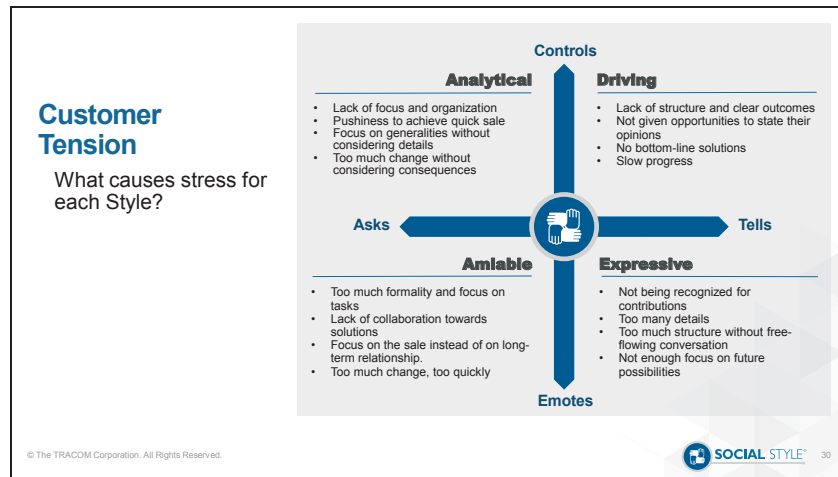 Customer
Tension
What causes stress for
each Style?
Controls
Analytical
• Lack of focus and organization
• Pushiness to achieve quick sale
• Focus on generalities without
considering details
• Too much change without
considering consequences
Driving
• Lack of structure and clear outcomes
• Not given opportunities to state their
opinions
• No bottom-line solutions
• Slow progress
Asks
Tells
Amiable
• Too much formality and focus on
tasks
• Lack of collaboration towards
solutions
• Focus on the sale instead of on long-
term relationship.
• Too much change, too quickly
Expressive
• Not being recognized for
contributions
• Too many details
• Too much structure without free-
flowing conversation
• Not enough focus on future
possibilities
Emotes
© The TRACOM Corporation. All Rights Reserved.
SOCIAL STYLE™ 30